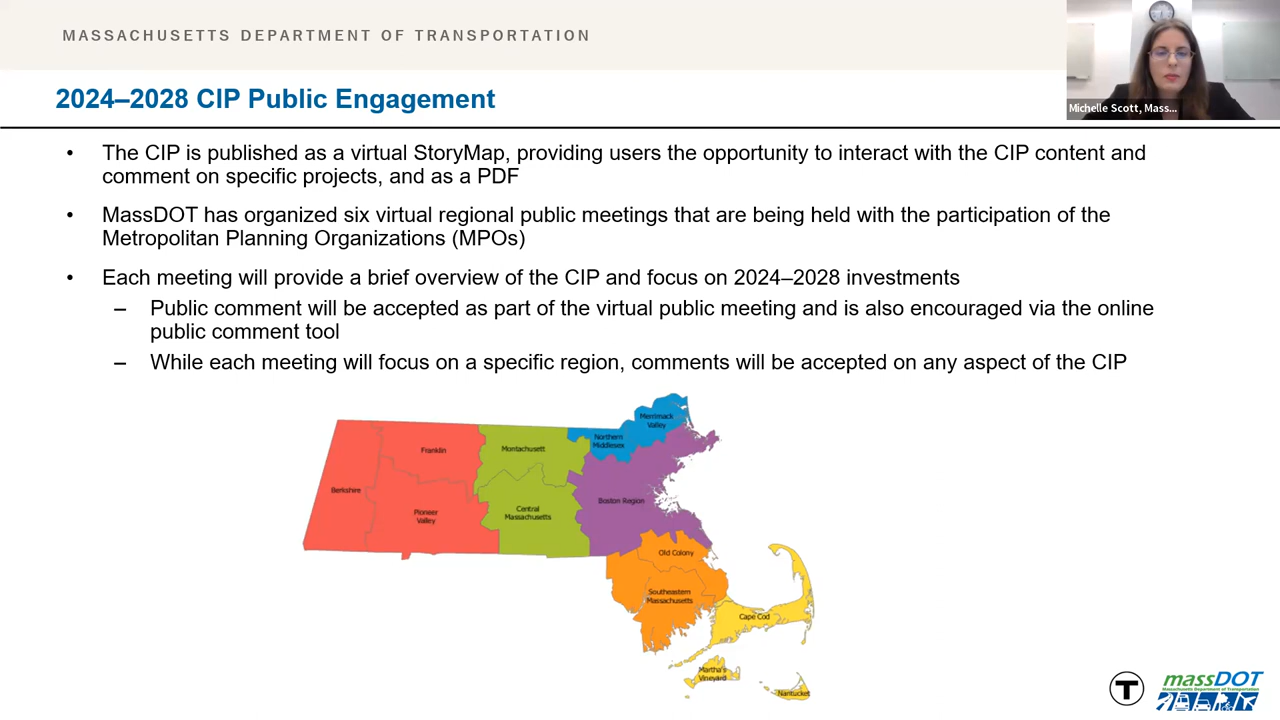 MASSACHUSETTS DEPARTMENT OF TRANSPORTATION
Michelle Scott, Mass...
2024–2028 CIP Public Engagement
• The CIP is published as a virtual StoryMap, providing users the opportunity to interact with the CIP content and
comment on specific projects, and as a PDF
• MassDOT has organized six virtual regional public meetings that are being held with the participation of the
Metropolitan Planning Organizations (MPOs)
• Each meeting will provide a brief overview of the CIP and focus on 2024–2028 investments
– Public comment will be accepted as part of the virtual public meeting and is also encouraged via the online
public comment tool
– While each meeting will focus on a specific region, comments will be accepted on any aspect of the CIP
Merrimack
Valley
Northern
Middlesex
Franklin
Montachusett
Berkshire
Boston Region
Pioneer
Valley
Central
Massachusetts
Old Colony
Southeastern
Massachusetts
Cape Cod
Martha's
Vineyard
Nantucket
T
massDOT
Massachusetts Department of Transportation